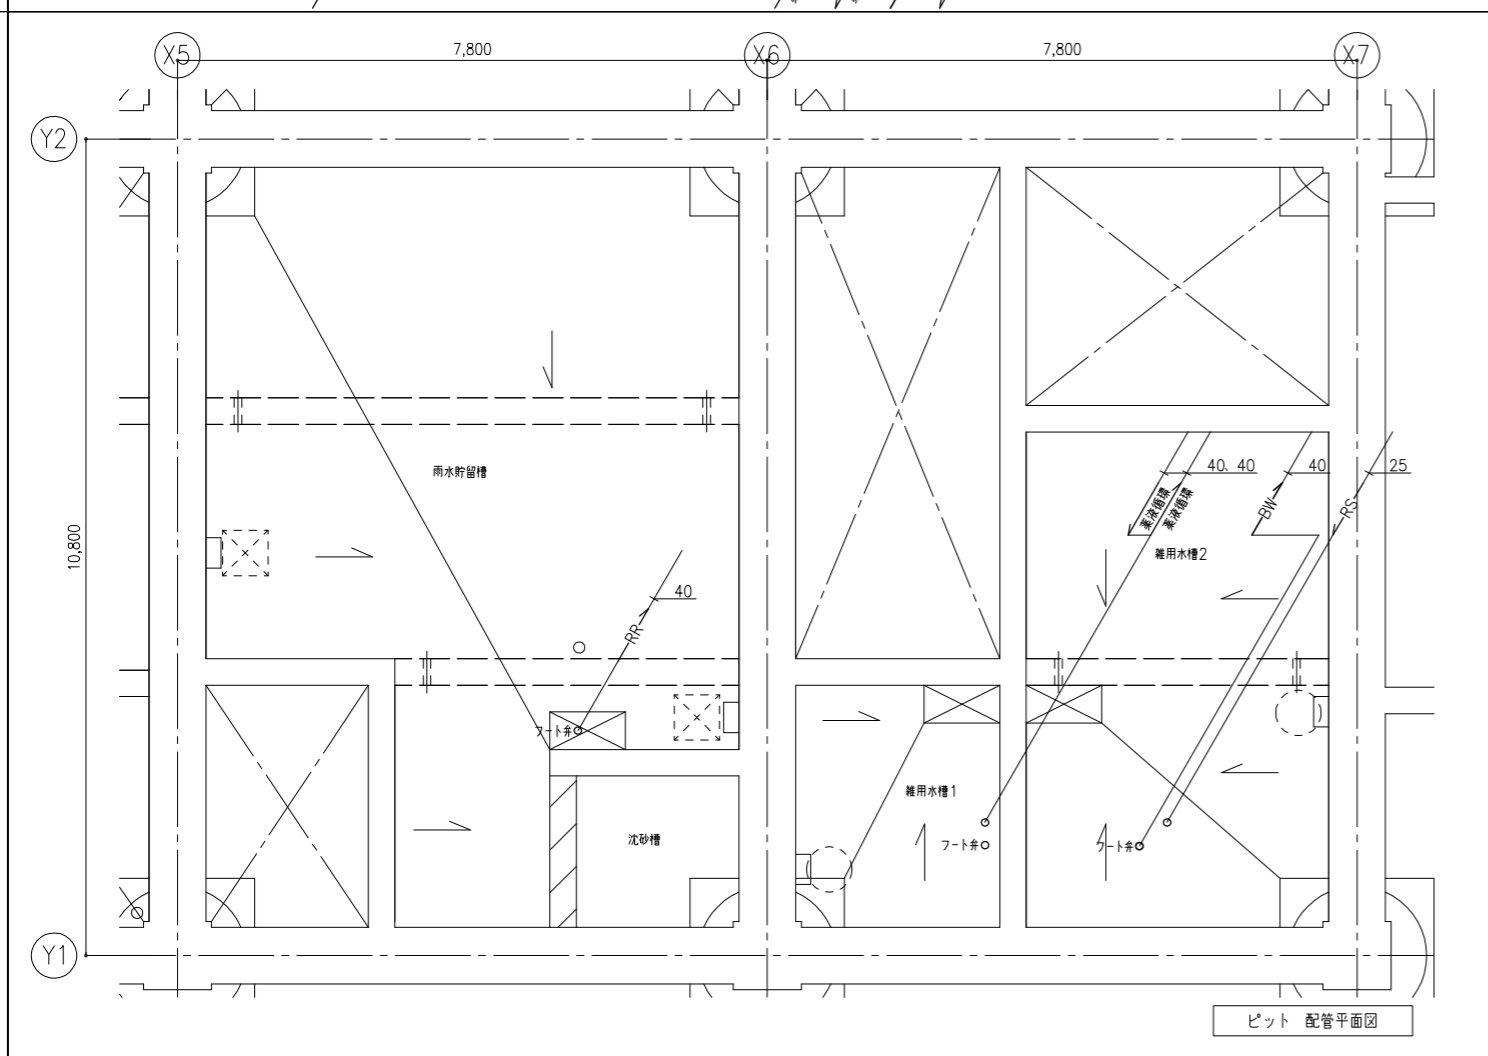 X5
7,800
X6
7,800
X7
Y2
雨水貯留槽
40、40
40
25
薬液循環
薬液循環
BW
RS
雑用水槽2
10,800
40
RR
フート弁
雑用水槽1
沈砂槽
フート弁
フート弁
Y1
ピット 配管平面図